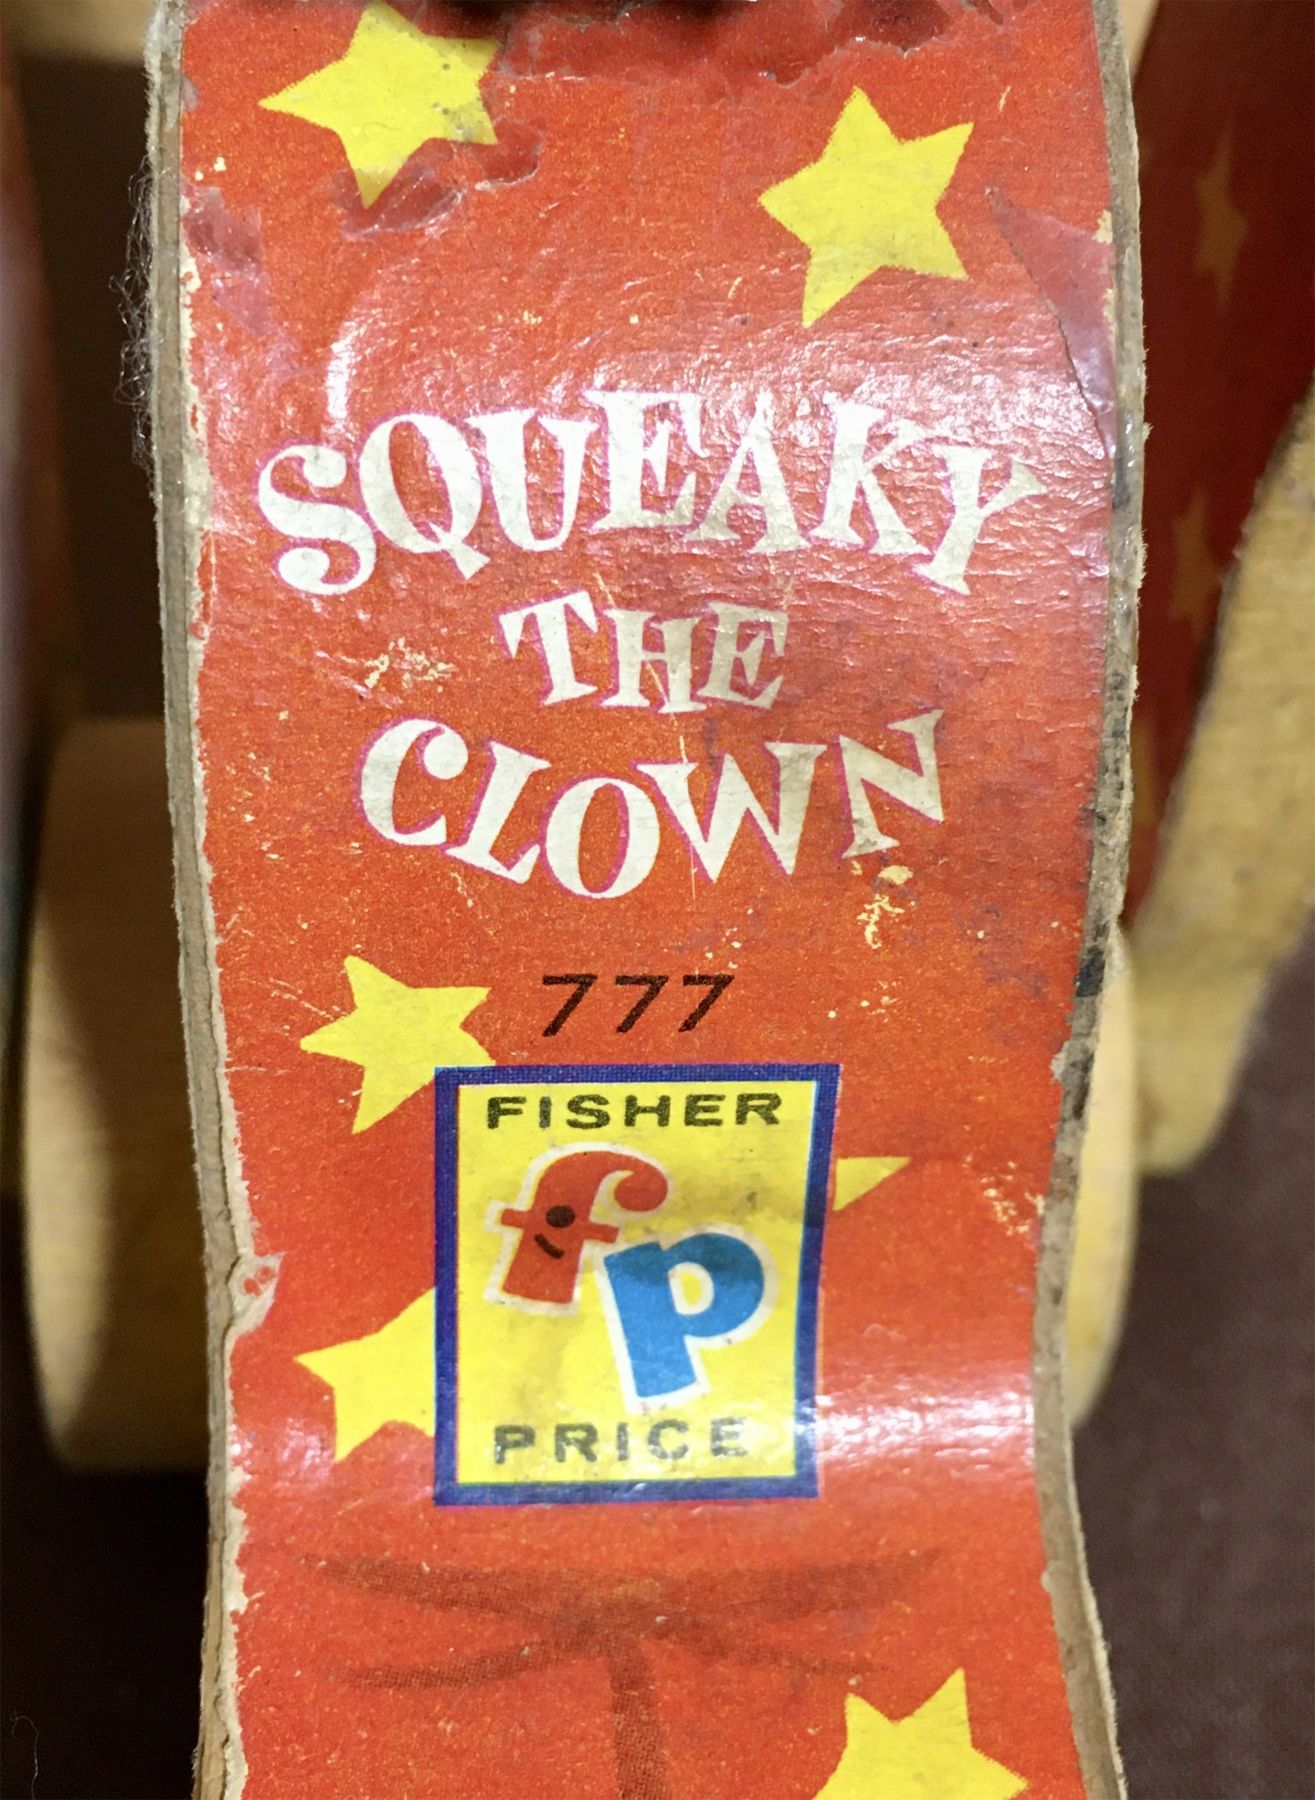 SQUEAKY
THE
CLOWN
777
FISHER
fp
PRICE